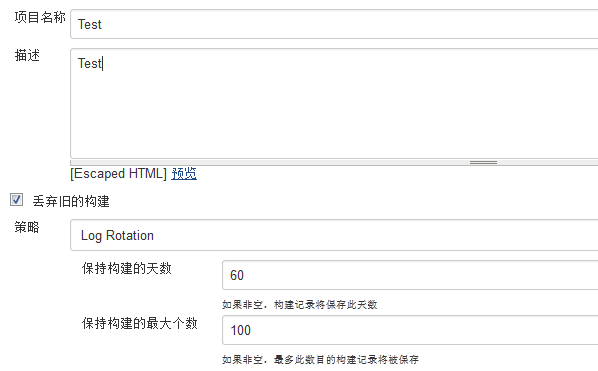 项目名称 Test
描述 Test
[Escaped HTML] 预览
丢弃旧的构建
策略 Log Rotation
保持构建的天数 60
如果非空，构建记录将保存此天数
保持构建的最大个数 100
如果非空，最多此数目的构建记录将被保存